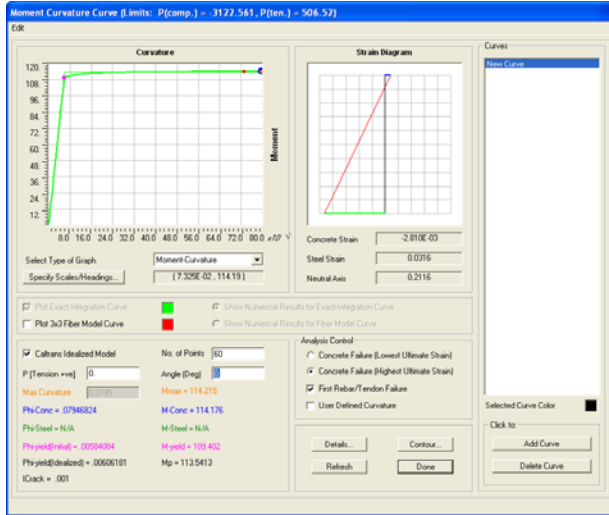 Moment Curvature Curve (Limits: P(comp.) = -3122.561, P(ten.) = 506.52)
Edit
Curvature
120.
108.
96.
84.
72.
60.
48.
36.
24.
12.
8.0 16.0 24.0 32.0 40.0 48.0 56.0 64.0 72.0 80.0
Moment
Select Type of Graph
Moment-Curvature
Specify Scales/Headings...
( 7.325E-02 , 114.19 )
Strain Diagram
Concrete Strain
-2.810E-03
Steel Strain
0.0316
Neutral Axis
0.2116
Curves
New Curve
Plot Exact Integration Curve
Show Numerical Results for Exact Integration Curve
Plot 3x3 Fiber Model Curve
Show Numerical Results for Fiber Model Curve
Caltrans Idealized Model
No. of Points
60
P [Tension +ve]
0.
Angle (Deg)
0.
Max Curvature
0.0795
Mmax = 114.215
Phi-Conc = .07946824
M-Conc = 114.176
Phi-Steel = N/A
M-Steel = N/A
Phi-yield(Initial) = .00584084
M-yield = 109.402
Phi-yield(Idealized) = .00606181
Mp = 113.5413
ICrack = .001
Analysis Control
Concrete Failure (Lowest Ultimate Strain)
Concrete Failure (Highest Ultimate Strain)
First Rebar/Tendon Failure
User Defined Curvature
Details...
Contour...
Refresh
Done
Selected Curve Color
Click to:
Add Curve
Delete Curve